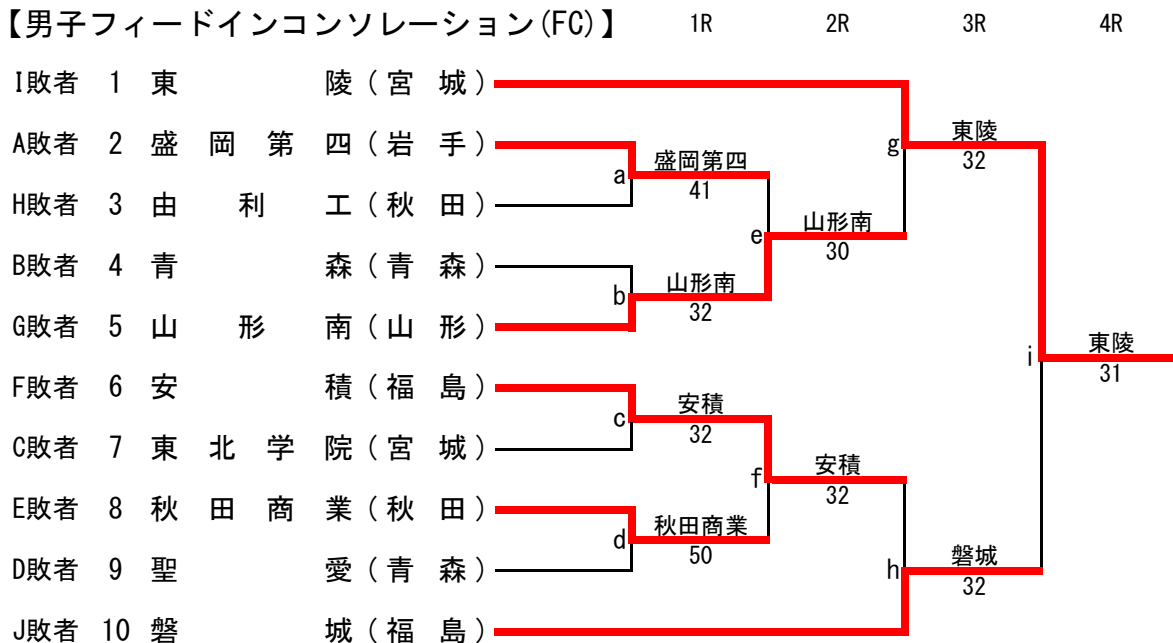 【男子フィードインコンソレーション(FC)】 1R 2R 3R 4R
I敗者 1 東陵(宮城)
A敗者 2 盛岡第四(岩手)
g 東陵
32
a 盛岡第四
41
H敗者 3 由利工(秋田)
e 山形南
30
B敗者 4 青森(青森)
b 山形南
32
G敗者 5 山形南(山形)
i 東陵
31
F敗者 6 安積(福島)
c 安積
32
C敗者 7 東北学院(宮城)
f 安積
32
E敗者 8 秋田商業(秋田)
d 秋田商業
50
D敗者 9 聖愛(青森)
h 磐城
32
J敗者 10 磐城(福島)